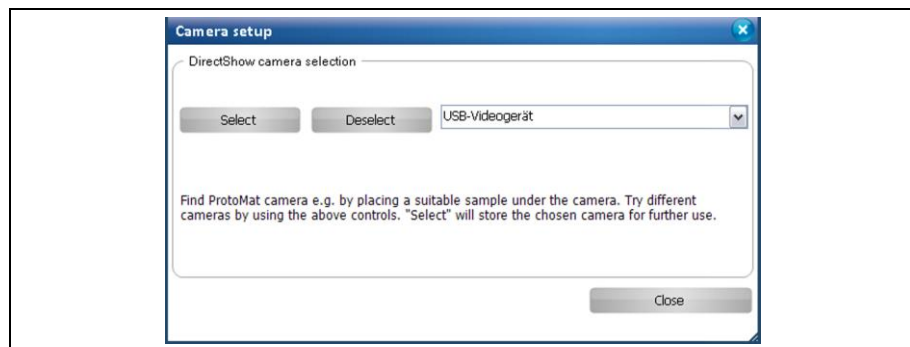 Camera setup
DirectShow camera selection
Select Deselect USB-Videogerät
Find ProtoMat camera e.g. by placing a suitable sample under the camera. Try different
cameras by using the above controls. "Select" will store the chosen camera for further use.
Close